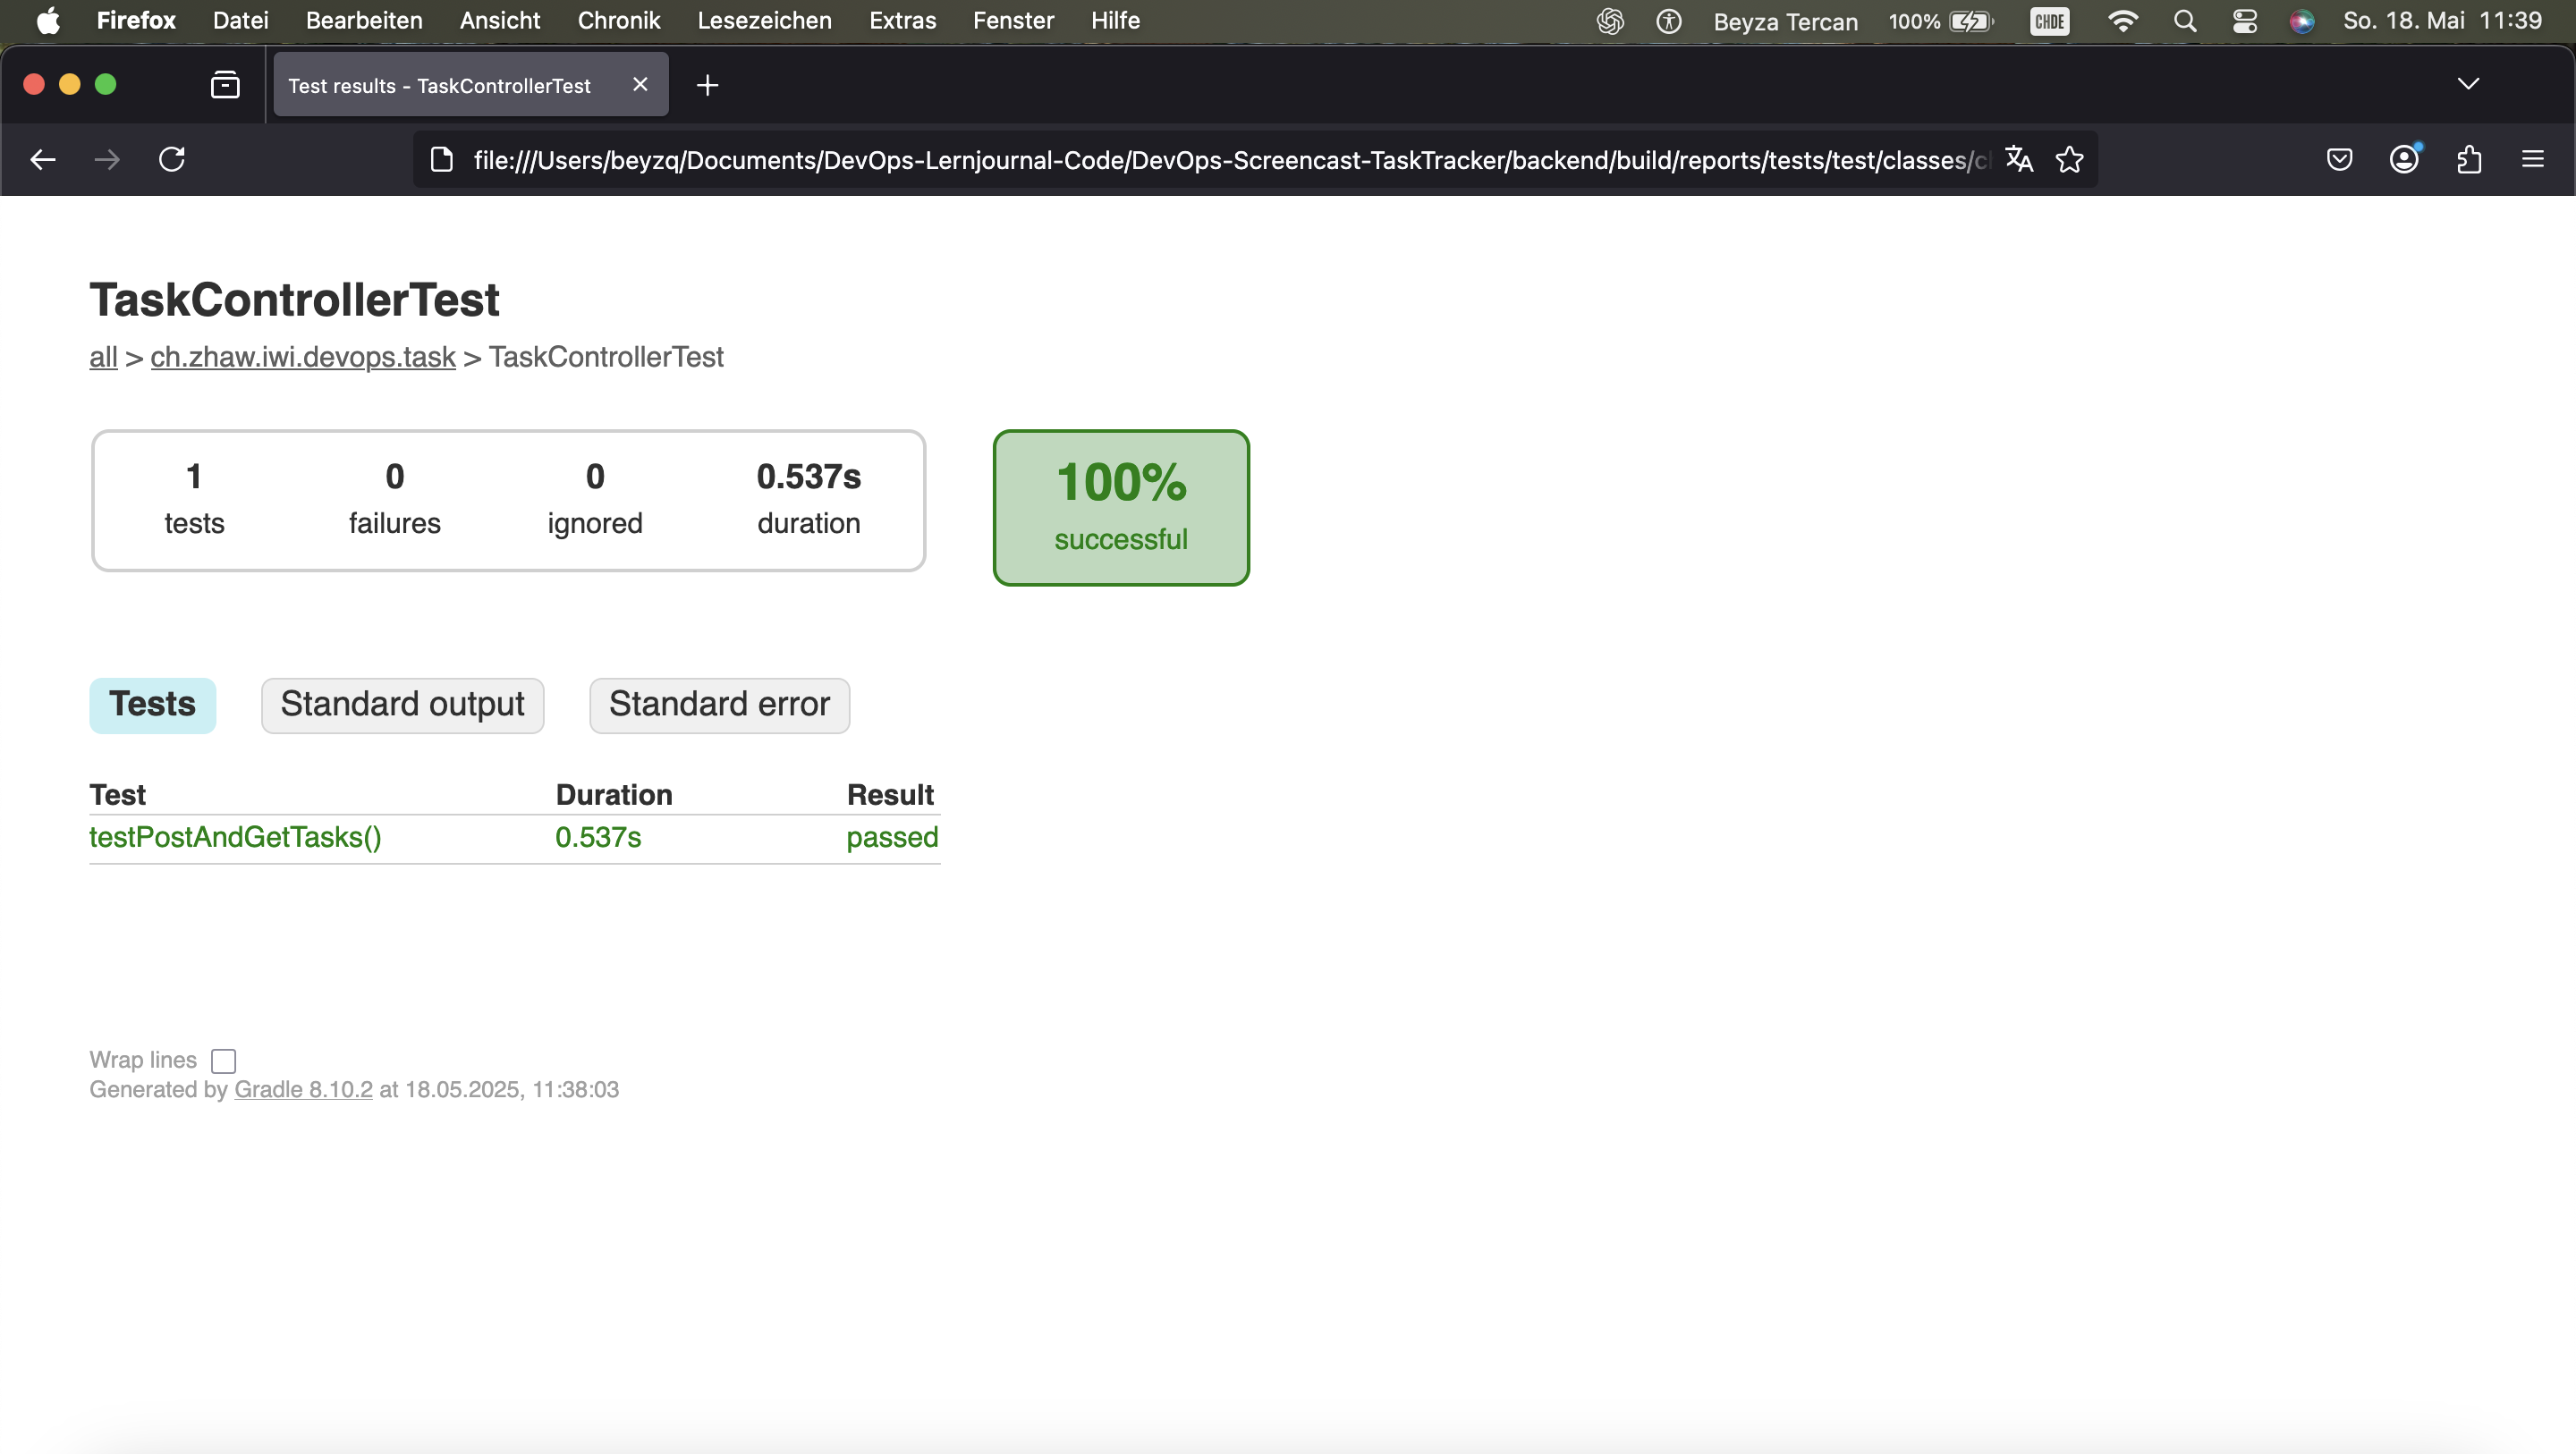 Firefox Datei Bearbeiten Ansicht Chronik Lesezeichen Extras Fenster Hilfe Beyza Tercan 100% CHDE So. 18. Mai 11:39
Test results - TaskControllerTest
file:///Users/beyzq/Documents/DevOps-Lernjournal-Code/DevOps-Screencast-TaskTracker/backend/build/reports/tests/test/classes/c
TaskControllerTest
all > ch.zhaw.iwi.devops.task > TaskControllerTest
1 0 0 0.537s
tests failures ignored duration
100%
successful
Tests Standard output Standard error
Test Duration Result
testPostAndGetTasks() 0.537s passed
Wrap lines
Generated by Gradle 8.10.2 at 18.05.2025, 11:38:03